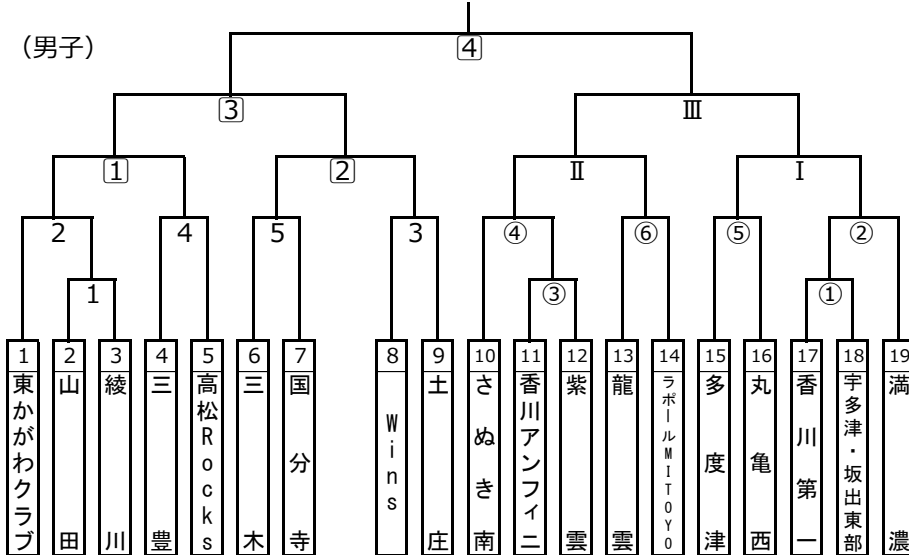 (男子)
4
3
Ⅲ
1
2
Ⅱ
Ⅰ
2
4
5
3
④
⑥
⑤
②
1
③
①
1 東かがわクラブ
2 山田
3 綾川
4 三豊
5 高松Rocks
6 三木
7 国分寺
8 Wins
9 土庄
10 さぬき南
11 香川アンフィニ
12 紫雲
13 龍雲
14 ラポールMITOYO
15 多度津
16 丸亀西
17 香川第一
18 宇多津・坂出東部
19 満濃